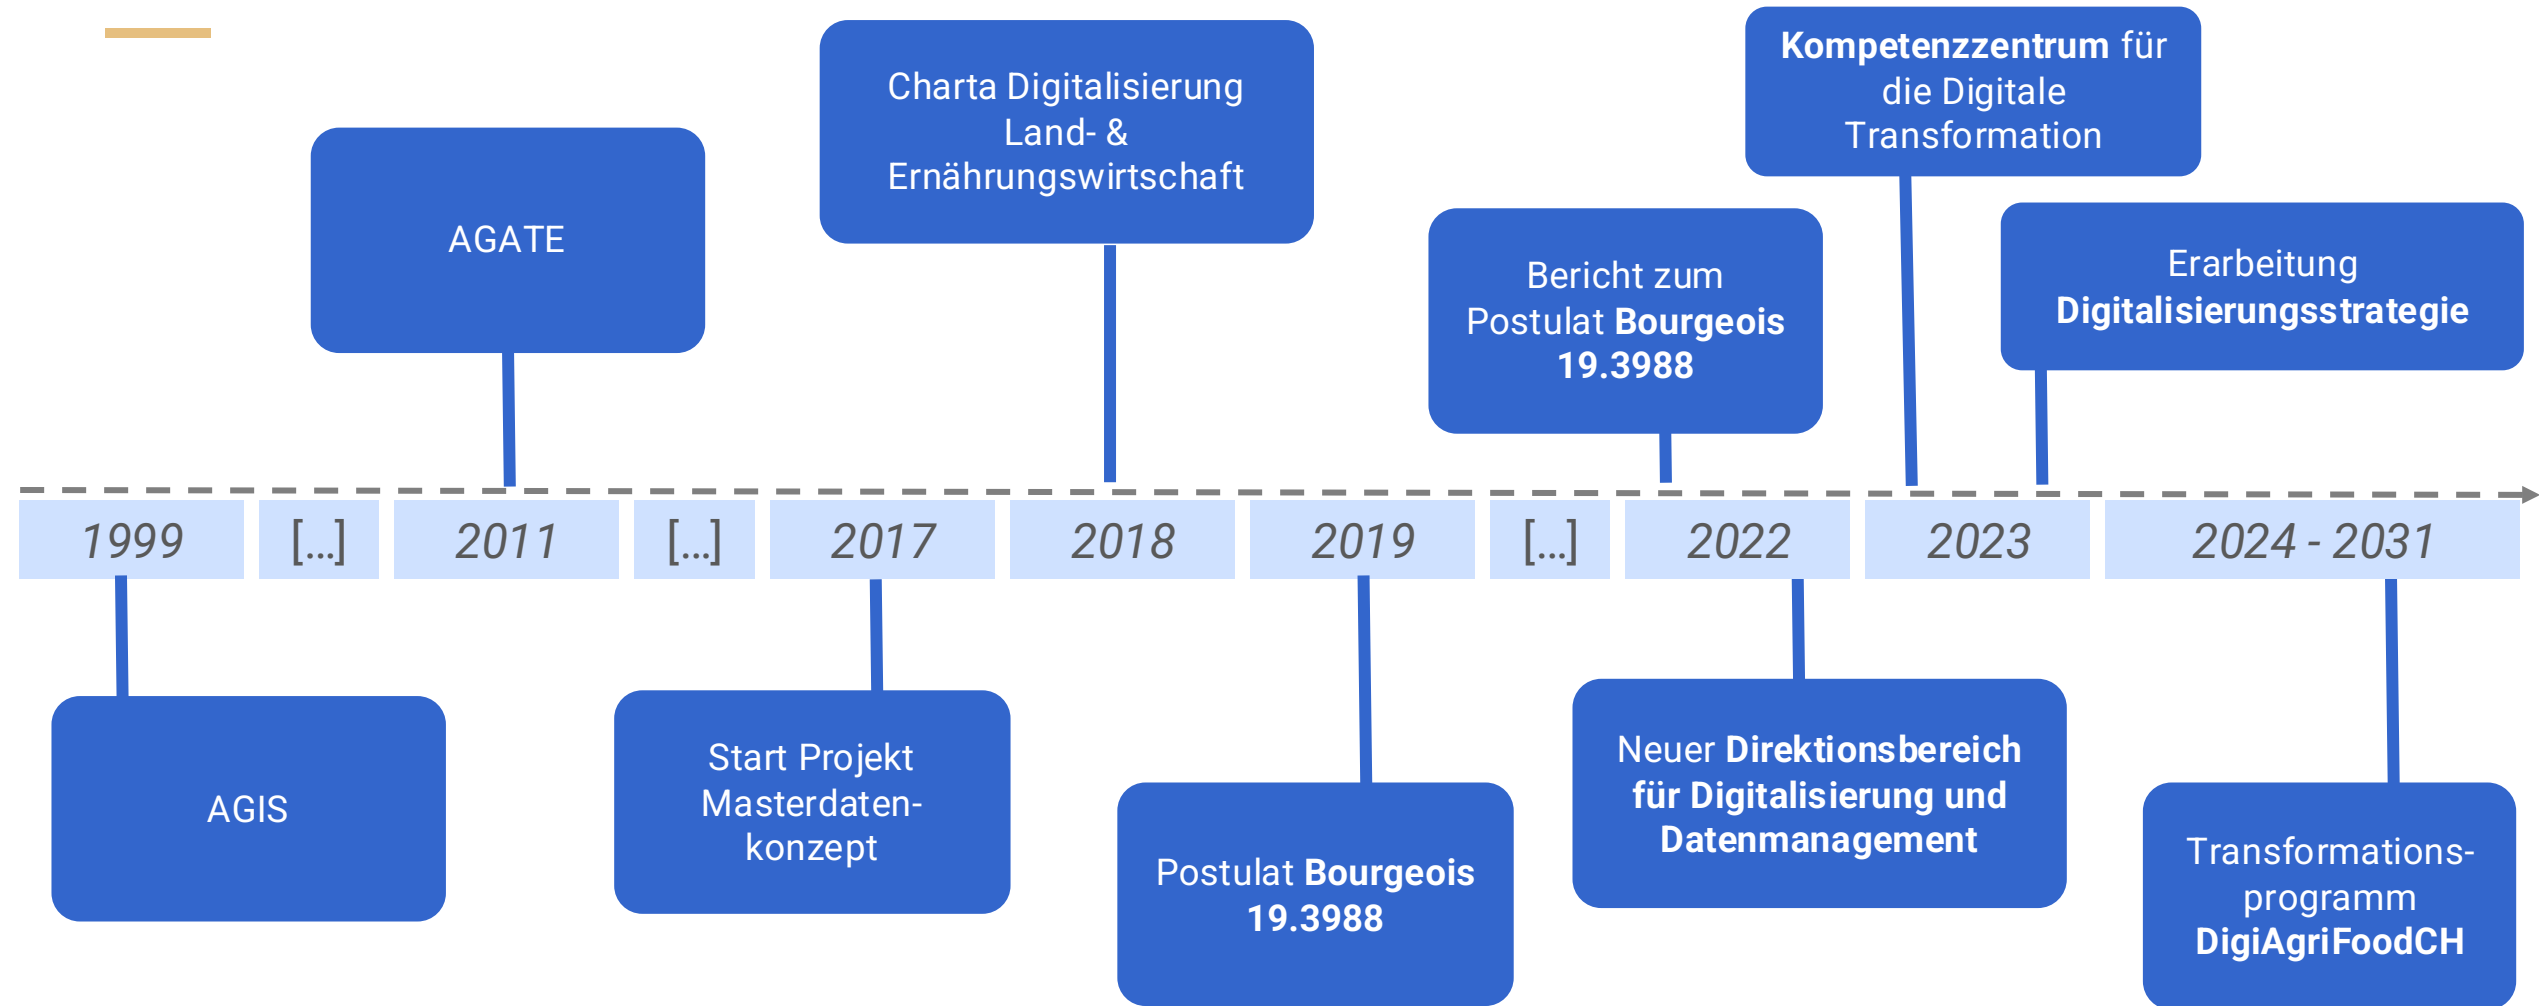 Kompetenzzentrum für
die Digitale
Transformation
Charta Digitalisierung
Land- &
Ernährungswirtschaft
AGATE
Bericht zum
Postulat Bourgeois
19.3988
Erarbeitung
Digitalisierungsstrategie
1999
[...]
2011
[...]
2017
2018
2019
[...]
2022
2023
2024 - 2031
AGIS
Start Projekt
Masterdaten-
konzept
Postulat Bourgeois
19.3988
Neuer Direktionsbereich
für Digitalisierung und
Datenmanagement
Transformations-
programm
DigiAgriFoodCH